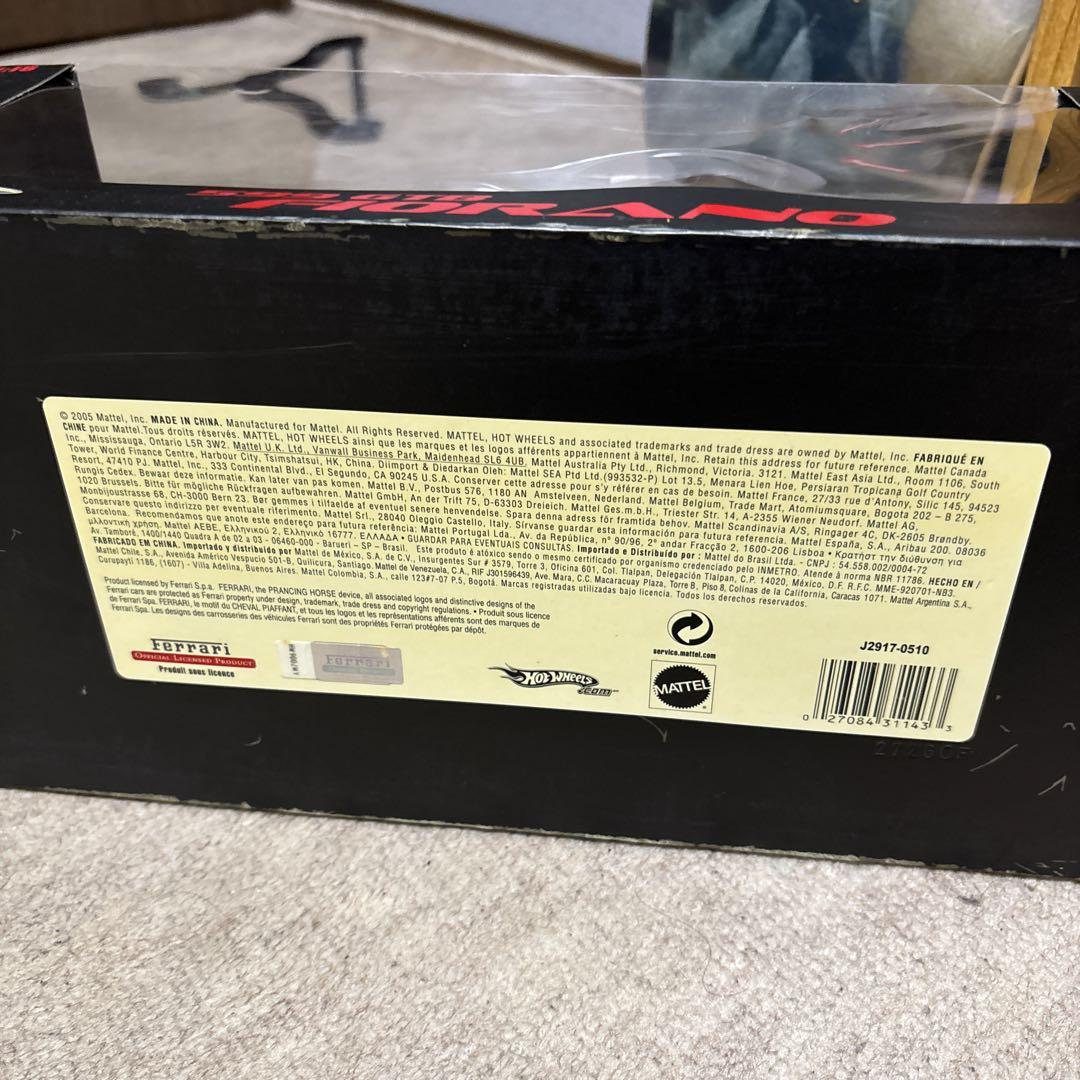 FIORANO
© 2005 Mattel, Inc. MADE IN CHINA. Manufactured for Mattel. All Rights Reserved. MATTEL, HOT WHEELS and associated trademarks and trade dress are owned by Mattel, Inc. FABRIQUÉ EN
CHINE pour Mattel.Tous droits réservés. MATTEL, HOT WHEELS ainsi que les marques et les logos afférents appartiennent à Mattel, Inc. Retain this address for future reference. Mattel Canada
Inc., Mississauga, Ontario L5R 3W2. Mattel U.K. Ltd., Vanwall Business Park, Maidenhead SL6 4UB. Mattel Australia Pty Ltd., Richmond, Victoria. 3121. Mattel East Asia Ltd., Room 1106, South
Tower, World Finance Centre, Harbour City, Tsimshatsui, HK, China. Diimport & Diedarkan Oleh: Mattel SEA Ptd Ltd.(993532-P) Lot 13.5, Menara Lien Hoe, Persiaran Tropicana Golf Country
Resort, 47410 PJ. Mattel, Inc., 333 Continental Blvd., El Segundo, CA 90245 U.S.A. Conserver cette adresse pour s'y référer en cas de besoin. Mattel France, 27/33 rue d'Antony, Silic 145, 94523
Rungis Cedex. Bewaar deze informatie. Kan later van pas komen. Mattel B.V., Postbus 576, 1180 AN Amstelveen, Nederland. Mattel Belgium, Trade Mart, Atomiumsquare, Bogota 202 – B 275,
1020 Brussels. Bitte für mögliche Rückfragen aufbewahren. Mattel GmbH, An der Trift 75, D-63303 Dreieich. Mattel Ges.m.b.H., Triester Str. 14, A-2355 Wiener Neudorf. Mattel AG,
Monbijoustrasse 68, CH-3000 Bern 23. Bør gemmes i tilfælde af eventuel senere henvendelse. Spara denna adress för framtida behov. Mattel Scandinavia A/S, Ringager 4C, DK-2605 Brøndby.
Conservare questo indirizzo per eventuale riferimento. Mattel Srl., 28040 Oleggio Castello, Italy. Sírvanse guardar esta información para futura referencia. Mattel España, S.A., Aribau 200. 08036
Barcelona. Recomendamos que anote este endereço para futura referência: Mattel Portugal Lda., Av. da República, nº 90/96, 2º andar Fracção 2, 1600-206 Lisboa • Κρατήστ την διύθυνση για
μλλοντική χρήση. Mattel AEBE, Ελληνικού 2, Ελληνικό 16777. ΕΛΛΑΔΑ • GUARDAR PARA EVENTUAIS CONSULTAS. Importado e Distribuído por : Mattel do Brasil Ltda. - CNPJ : 54.558.002/0004-72
Av. Tamboré, 1400/1440 Quadra A de 02 a 03 - 06460-000 - Barueri – SP – Brasil. Este produto é atóxico sendo o mesmo certificado por organismo credenciado pelo INMETRO. Atende à norma NBR 11786. HECHO EN /
FABRICADO EM CHINA. Importado y distribuido por Mattel de México, S.A. de C.V., Insurgentes Sur # 3579, Torre 3, Oficina 601, Col. Tlalpan, Delegación Tlalpan, C.P. 14020, México, D.F. R.F.C. MME-920701-NB3.
Mattel Chile, S.A., Avenida Américo Vespucio 501-B, Quilicura, Santiago. Mattel de Venezuela, C.A., RIF J301596439, Ave. Mara, C.C. Macaracuay Plaza, Torre B, Piso 8, Colinas de la California, Caracas 1071. Mattel Argentina S.A.,
Curupaytí 1186, (1607) - Villa Adelina, Buenos Aires. Mattel Colombia, S.A., calle 123#7-07 P.5, Bogotá. Marcas registradas utilizadas bajo licencia. Todos los derechos reservados.
Product licensed by Ferrari S.p.a. FERRARI, the PRANCING HORSE device, all associated logos and distinctive designs of the
Ferrari cars are protected as Ferrari property under design, trademark, trade dress and copyright regulations. • Produit sous licence
de Ferrari Spa. FERRARI, le motif du CHEVAL PIAFFANT, et tous les logos et les représentations afférents sont des marques de
Ferrari Spa. Les designs des carrosseries des véhicules Ferrari sont des propriétés Ferrari protégées par dépôt.
Ferrari
OFFICIAL LICENSED PRODUCT
Produit sous licence
Ferrari
HOT WHEELS
.com
service.mattel.com
MATTEL
J2917-0510
0 27084 31143 3